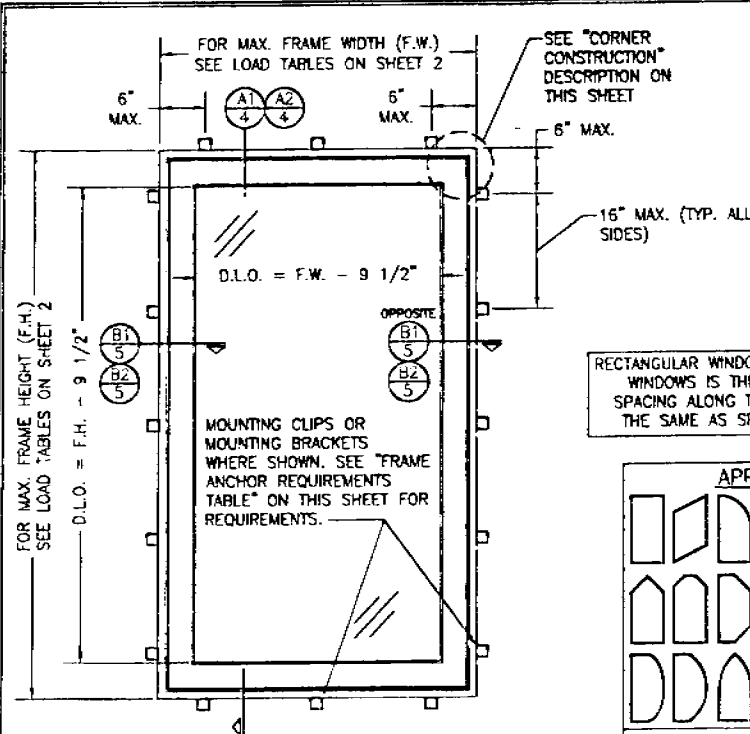 FOR MAX. FRAME WIDTH (F.W.)
SEE LOAD TABLES ON SHEET 2
SEE "CORNER
CONSTRUCTION"
DESCRIPTION ON
THIS SHEET
6"
MAX.
A1
4
A2
4
6"
MAX.
6" MAX.
16" MAX. (TYP. ALL
SIDES)
D.L.O. = F.W. - 9 1/2"
FOR MAX. FRAME HEIGHT (F.H.)
SEE LOAD TABLES ON SHEET 2
D.L.O. = F.H. - 9 1/2"
B1
5
B2
5
OPPOSITE
B1
5
B2
5
MOUNTING CLIPS OR
MOUNTING BRACKETS
WHERE SHOWN. SEE "FRAME
ANCHOR REQUIREMENTS
TABLE" ON THIS SHEET FOR
REQUIREMENTS.
RECTANGULAR WINDO
WINDOWS IS THE
SPACING ALONG T
THE SAME AS S
APP